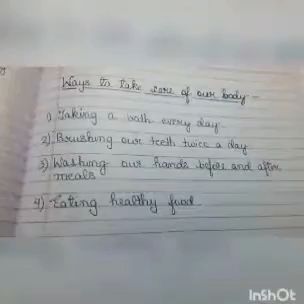 Ways to take care of our body -
1) Taking a bath every day.
2) Brushing our teeth twice a day
3) Washing our hands before and after
meals
4) Eating healthy food.
InShOt